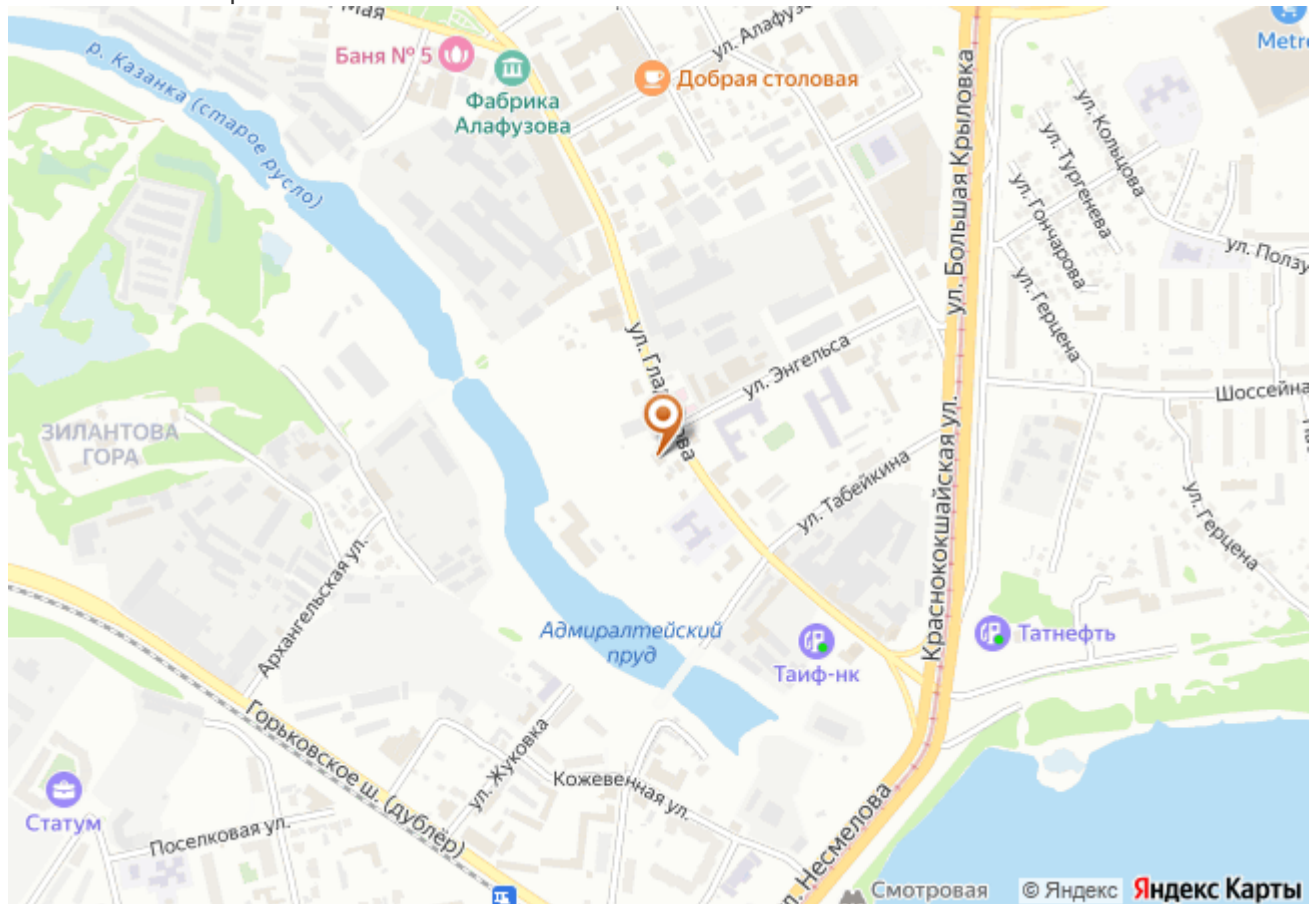 мая
Баня № 5
Фабрика
Алафузова
ул. Алафузо
Добрая столовая
Metro
р. Казанка (старое русло)
ул. Большая Крыловка
ул. Кольцова
ул. Тургенева
ул. Гончарова
ул. Ползу
ул. Герцена
ул. Гла
ова
ул. Энгельса
Шоссейна
ЗИЛАНТОВА
ГОРА
ул. Табейкина
Краснококшайская ул.
ул. Герцена
Архангельская ул.
Адмиралтейский
пруд
Таиф-нк
Татнефть
Горьковское ш. (дублёр)
ул. Жуковка
Кожевенная ул.
Статум
Поселковая ул.
л. Несмелова
Смотровая
© Яндекс Яндекс Карты